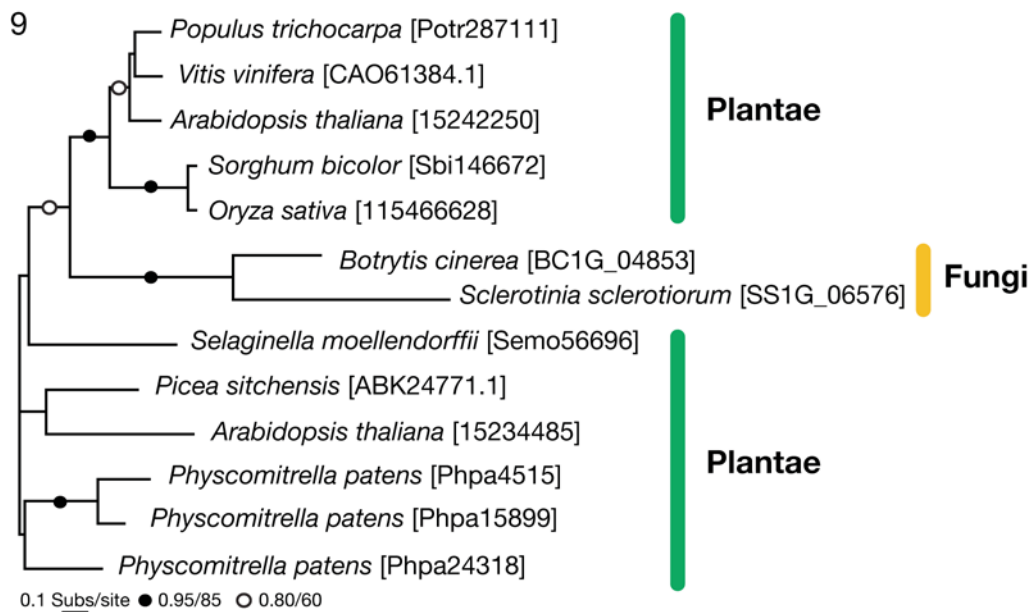 9
Populus trichocarpa [Potr287111]
Vitis vinifera [CAO61384.1]
Arabidopsis thaliana [15242250]
Plantae
Sorghum bicolor [Sbi146672]
Oryza sativa [115466628]
Botrytis cinerea [BC1G_04853]
Fungi
Sclerotinia sclerotiorum [SS1G_06576]
Selaginella moellendorffii [Semo56696]
Picea sitchensis [ABK24771.1]
Arabidopsis thaliana [15234485]
Plantae
Physcomitrella patens [Phpa4515]
Physcomitrella patens [Phpa15899]
Physcomitrella patens [Phpa24318]
0.1 Subs/site ● 0.95/85 ○ 0.80/60